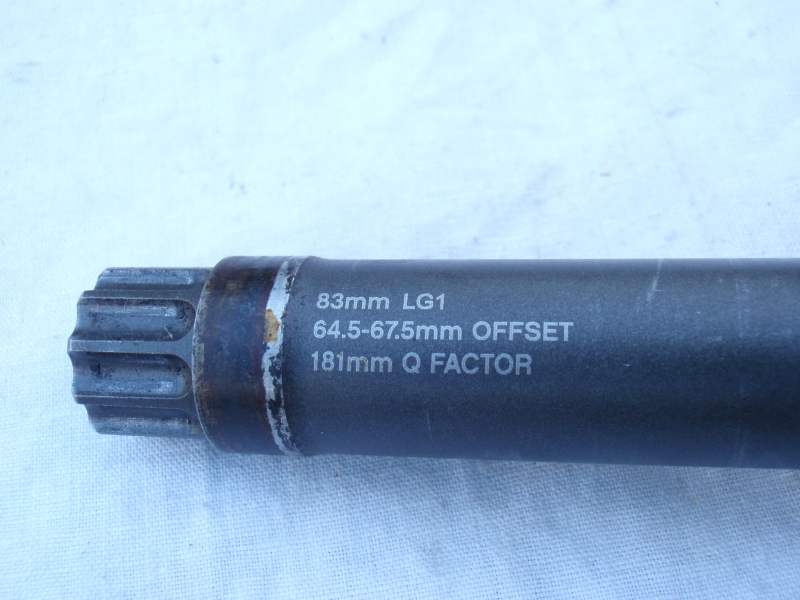 83mm LG1
64.5-67.5mm OFFSET
181mm Q FACTOR